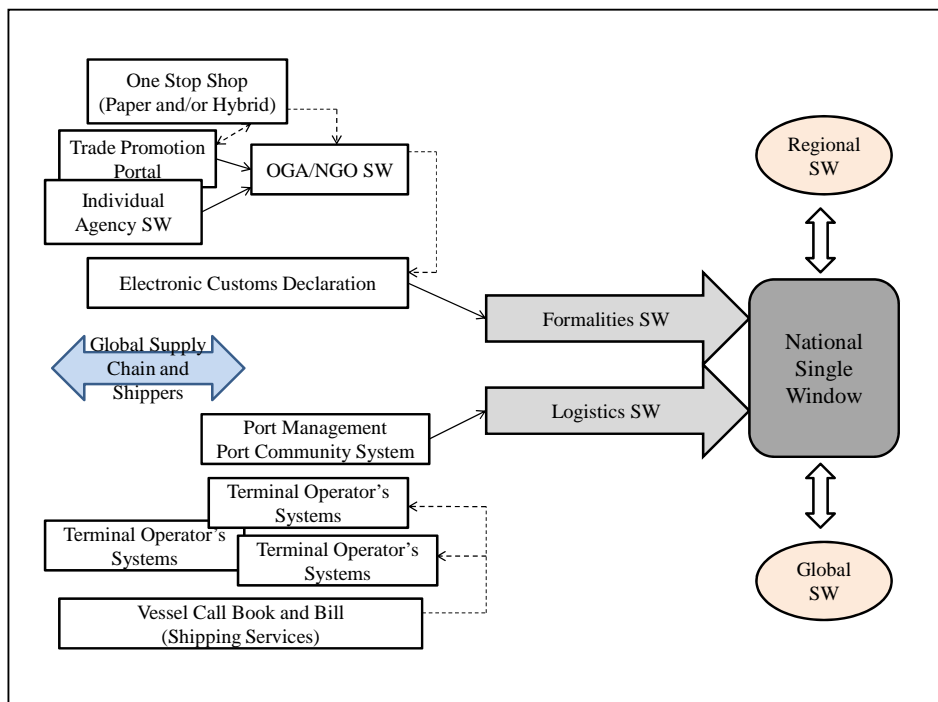 One Stop Shop
(Paper and/or Hybrid)
Trade Promotion
Portal
OGA/NGO SW
Individual
Agency SW
Electronic Customs Declaration
Regional
SW
Formalities SW
National
Single
Window
Global Supply
Chain and
Shippers
Logistics SW
Port Management
Port Community System
Terminal Operator’s
Systems
Terminal Operator’s
Systems
Terminal Operator’s
Systems
Global
SW
Vessel Call Book and Bill
(Shipping Services)